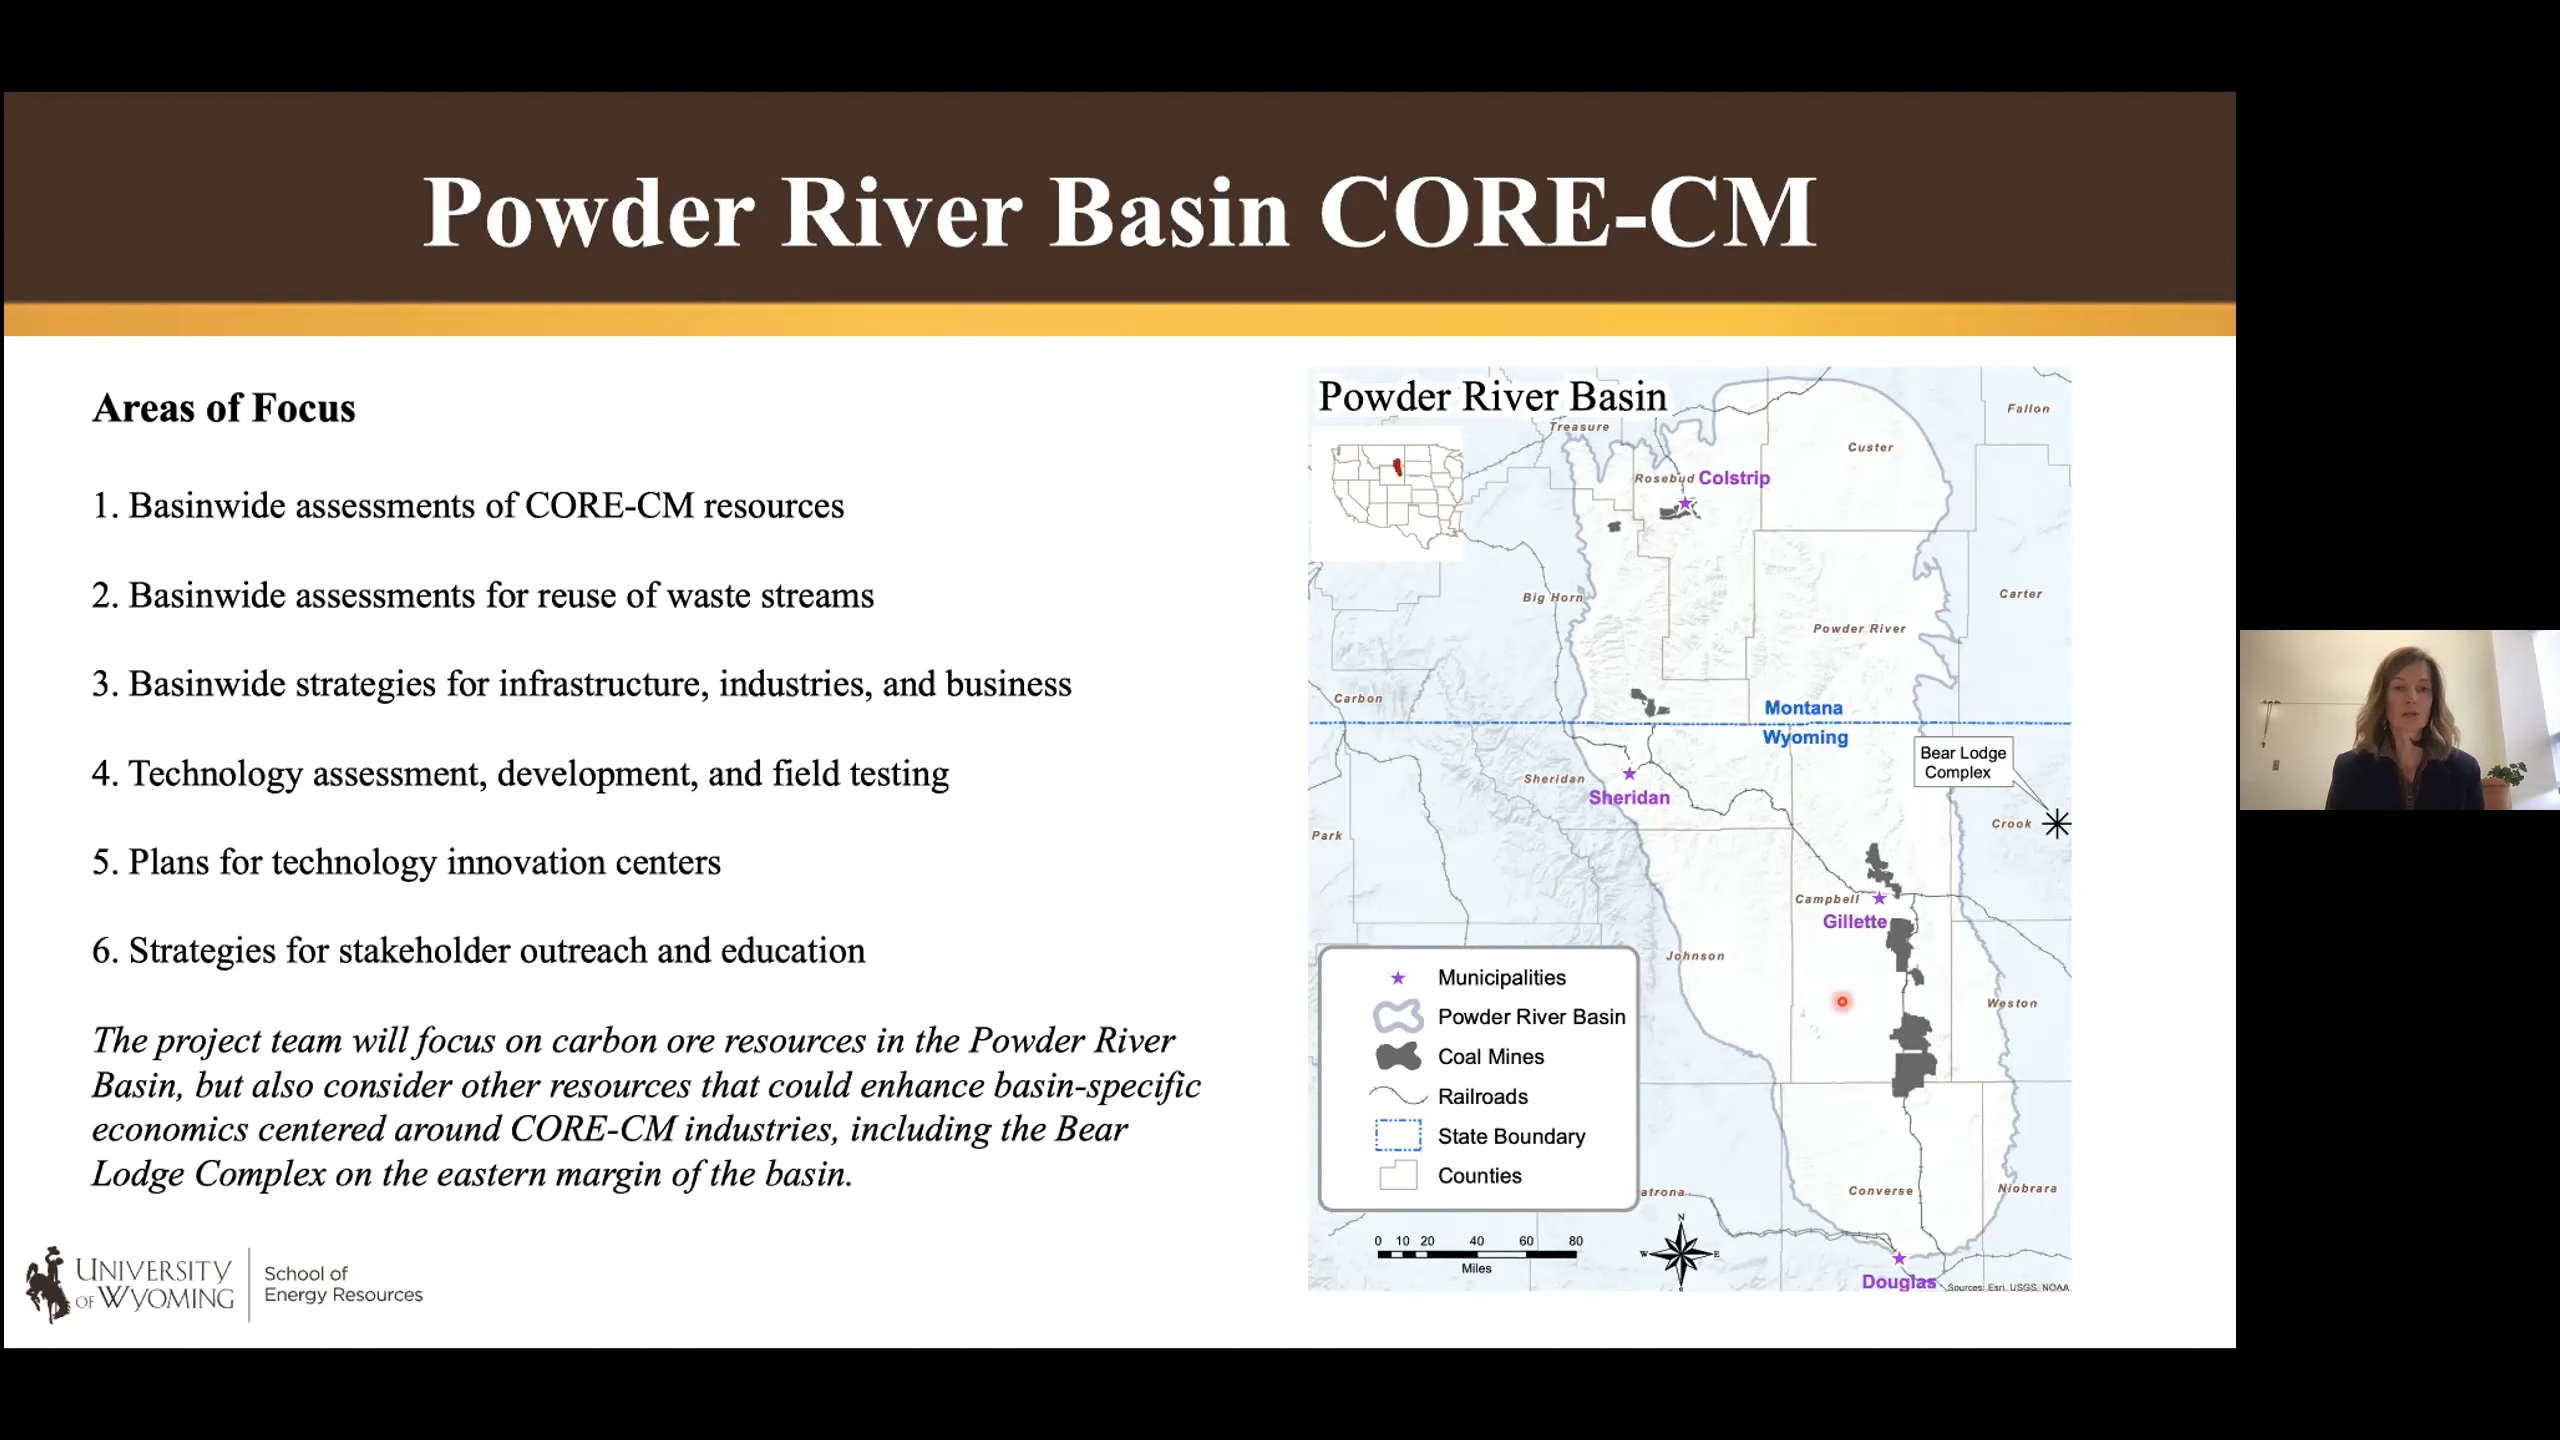 Powder River Basin CORE-CM
Areas of Focus
1. Basinwide assessments of CORE-CM resources
2. Basinwide assessments for reuse of waste streams
3. Basinwide strategies for infrastructure, industries, and business
4. Technology assessment, development, and field testing
5. Plans for technology innovation centers
6. Strategies for stakeholder outreach and education
The project team will focus on carbon ore resources in the Powder River
Basin, but also consider other resources that could enhance basin-specific
economics centered around CORE-CM industries, including the Bear
Lodge Complex on the eastern margin of the basin.
UNIVERSITY
OF WYOMING
School of
Energy Resources
Powder River Basin
Treasure
Fallon
Custer
Rosebud
Colstrip
Big Horn
Carter
Powder River
Carbon
Montana
Wyoming
Bear Lodge
Complex
Sheridan
Sheridan
Park
Crook
Campbell
Gillette
Johnson
Weston
Municipalities
Powder River Basin
Coal Mines
Railroads
State Boundary
Counties
atrona
Converse
Niobrara
0 10 20 40 60 80
Miles
N
W
E
Douglas
Sources: Esri, USGS, NOAA